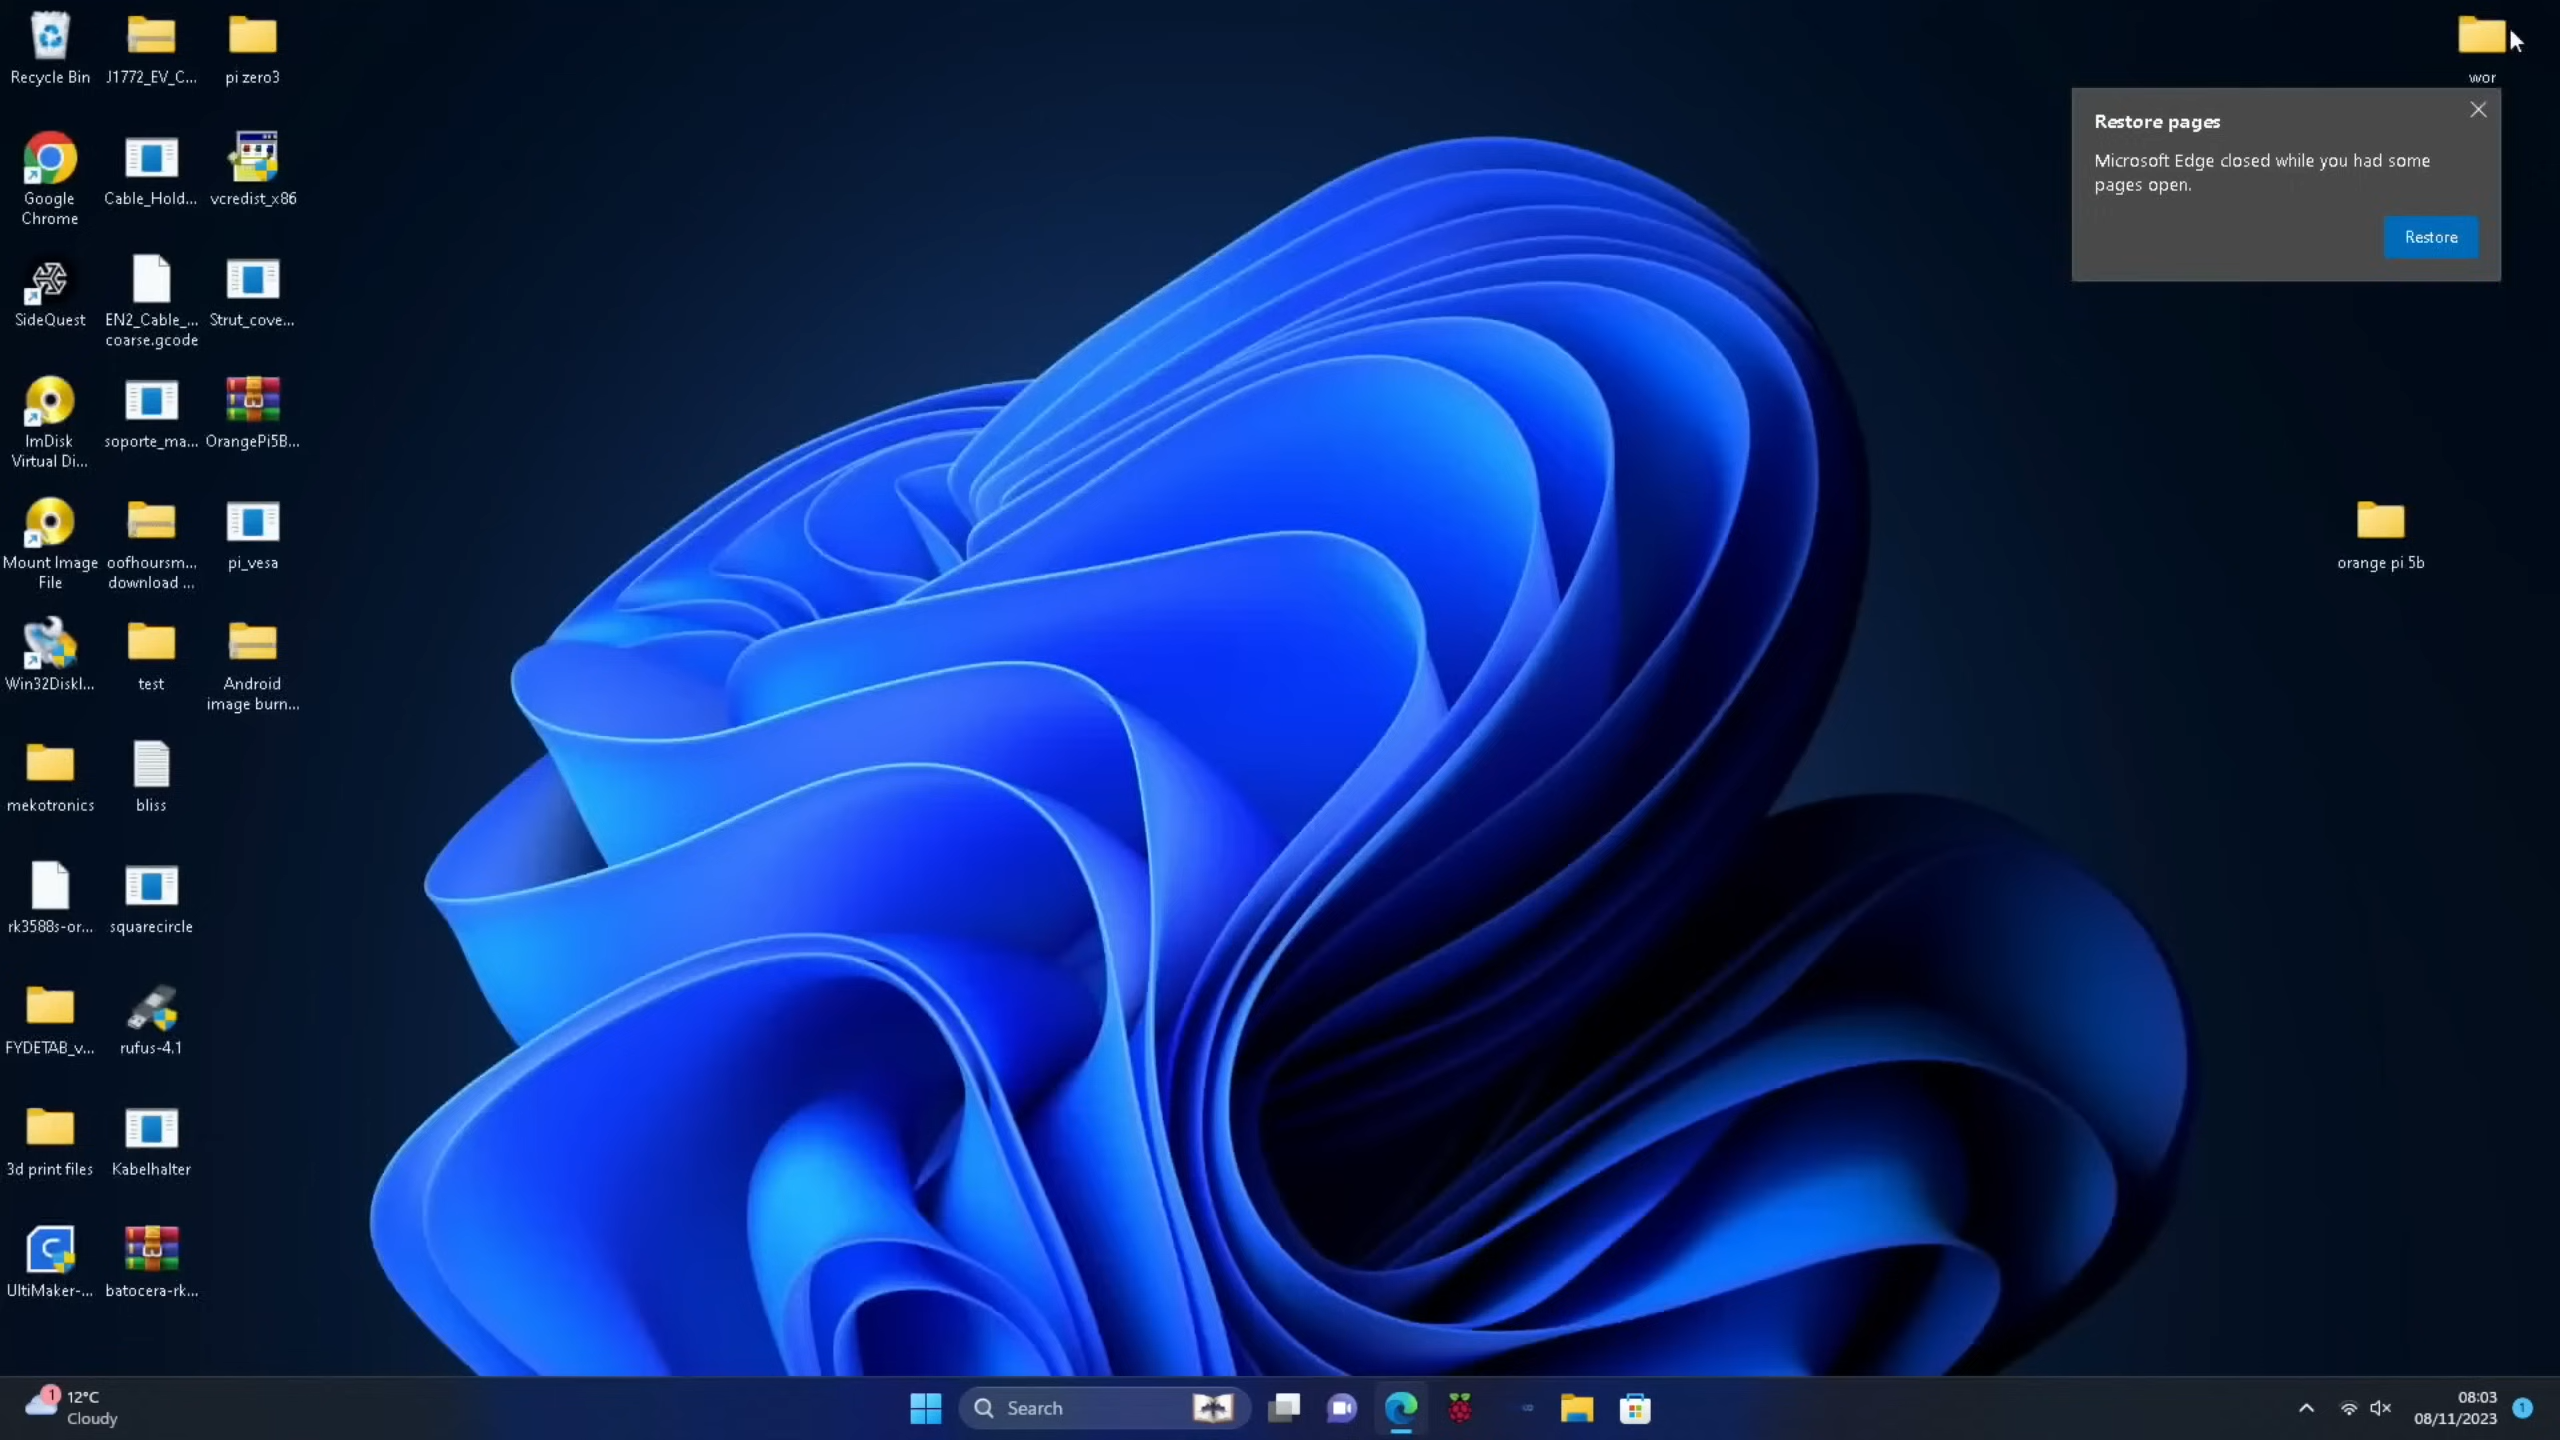 Recycle Bin
J1772_EV_C...
pi zero3
wor
Restore pages
Microsoft Edge closed while you had some
pages open.
Restore
Google
Chrome
Cable_Hold...
vcredist_x86
SideQuest
EN2_Cable_...
coarse.gcode
Strut_cove...
ImDisk
Virtual Di...
soporte_ma...
OrangePi5B...
Mount Image
File
oofhoursm...
download ...
pi_vesa
orange pi 5b
Win32DiskI...
test
Android
image burn...
mekotronics
bliss
rk3588s-or...
squarecircle
FYDETAB_v...
rufus-4.1
3d print files
Kabelhalter
UltiMaker-...
batocera-rk...
1
12°C
Cloudy
Search
08:03
08/11/2023
1